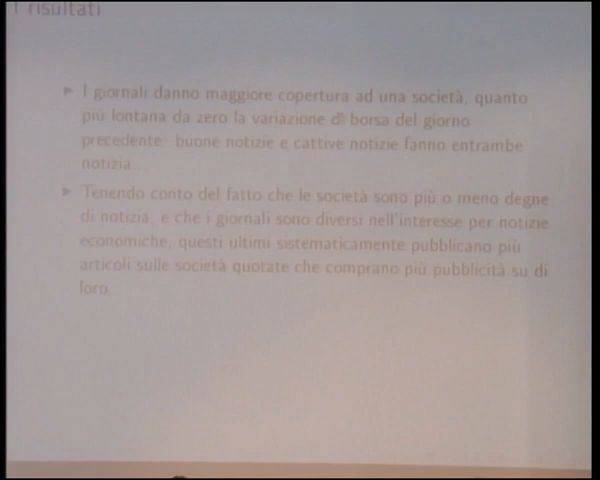 I risultati
I giornali danno maggiore copertura ad una società, quanto
più lontana da zero la variazione di borsa del giorno
precedente: buone notizie e cattive notizie fanno entrambe
notizia
Tenendo conto del fatto che le società sono più o meno degne
di notizia, e che i giornali sono diversi nell'interesse per notizie
economiche, questi ultimi sistematicamente pubblicano più
articoli sulle società quotate che comprano più pubblicità su di
loro